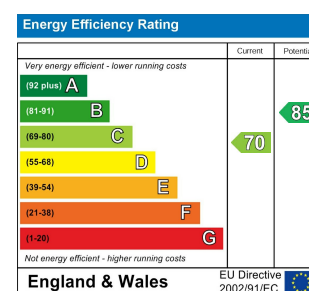 Energy Efficiency Rating
Current Potentia
Very energy efficient - lower running costs
(92 plus) A
(81-91) B 85
(69-80) C 70
(55-68) D
(39-54) E
(21-38) F
(1-20) G
Not energy efficient - higher running costs
England & Wales EU Directive
2002/91/EC